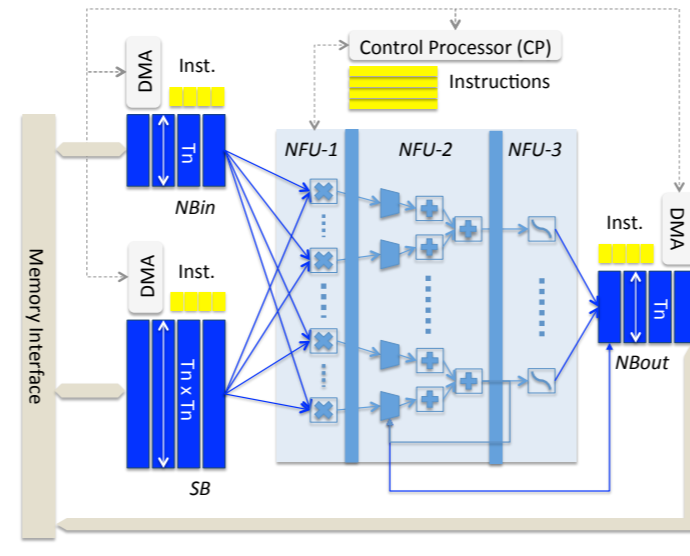 Control Processor (CP)
Instructions
DMA
Inst.
Tn
NBin
NFU-1
NFU-2
NFU-3
DMA
Inst.
Tn
NBout
Memory Interface
DMA
Inst.
Tn x Tn
SB